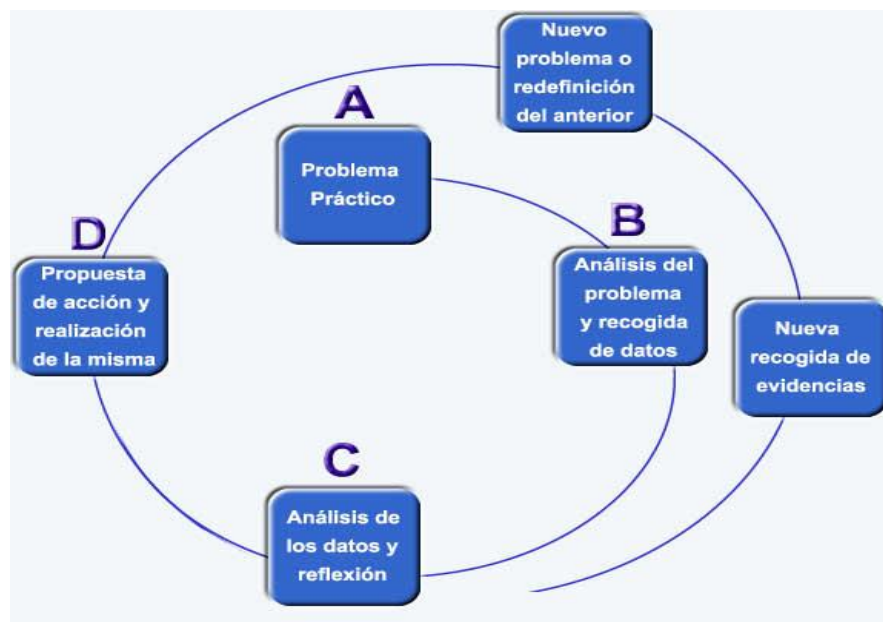 A
Problema
Práctico
B
Análisis del
problema
y recogida
de datos
C
Análisis de
los datos y
reflexión
D
Propuesta
de acción y
realización
de la misma
Nuevo
problema o
redefinición
del anterior
Nueva
recogida de
evidencias